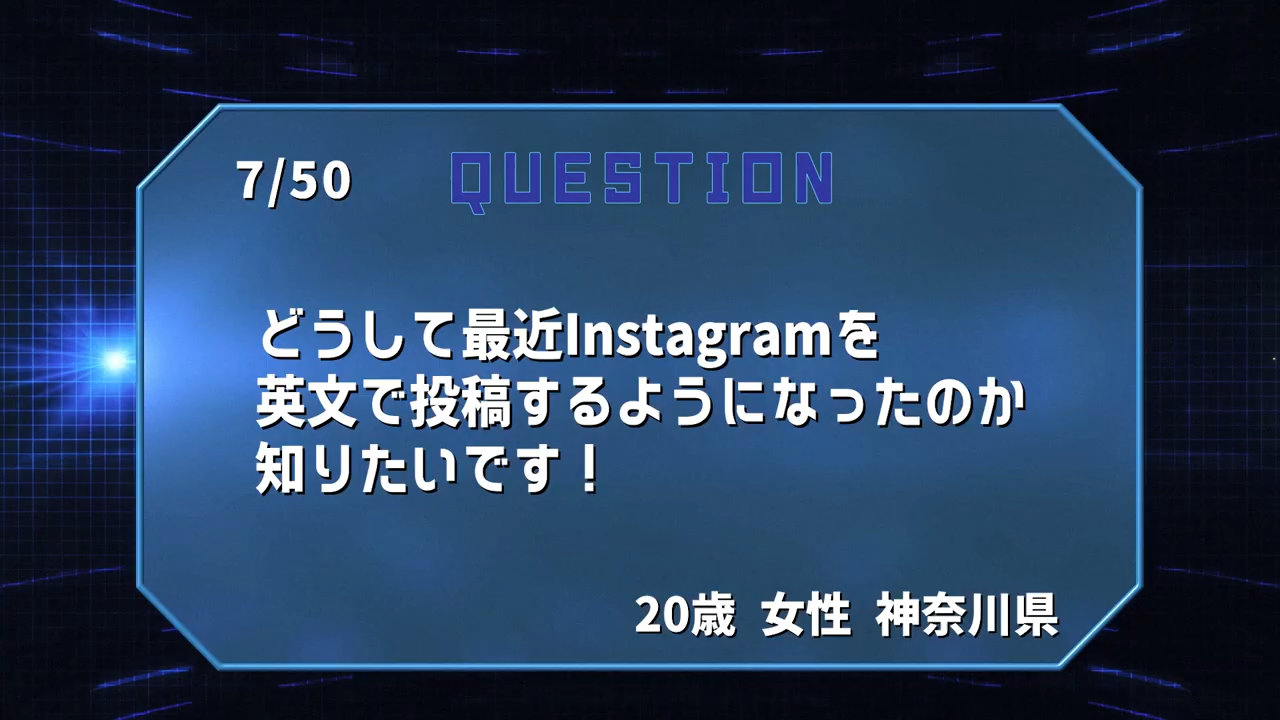 7/50 QUESTION
どうして最近Instagramを
英文で投稿するようになったのか
知りたいです！
20歳 女性 神奈川県